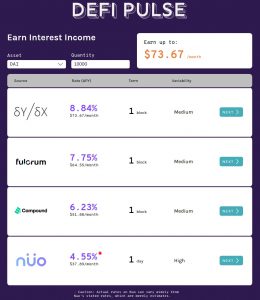 DEFI PULSE
Earn Interest Income
Asset Quantity
DAI 10000
Earn up to:
$73.67 /month
Source Rate (APY) Term Variability
δY/δX 8.84% 1 block Medium NEXT
$73.67/month
fulcrum 7.75% 1 block Medium NEXT
$64.58/month
Compound 6.23% 1 block Medium NEXT
$51.88/month
nüo 4.55% 1 day High NEXT
$37.89/month
Caution: Actual rates on Nuo can vary widely from
Nuo's stated rates, which are merely estimates.